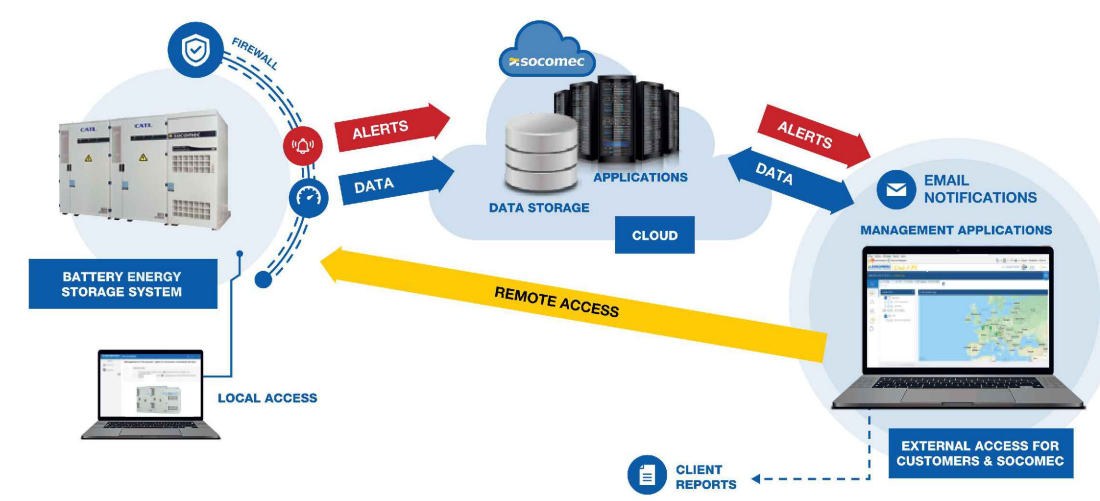 FIREWALL
socomec
CATL
CATL
socomec
ALERTS
DATA
APPLICATIONS
DATA STORAGE
CLOUD
ALERTS
DATA
EMAIL
NOTIFICATIONS
MANAGEMENT APPLICATIONS
BATTERY ENERGY
STORAGE SYSTEM
REMOTE ACCESS
LOCAL ACCESS
EXTERNAL ACCESS FOR
CUSTOMERS & SOCOMEC
CLIENT
REPORTS